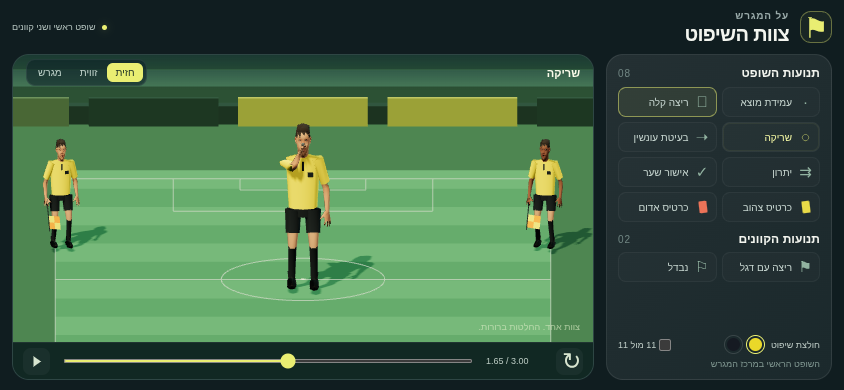 על המגרש
צוות השיפוט
שופט ראשי ושני קוונים
תנועות השופט 08
עמידת מוצא
ריצה קלה
שריקה
בעיטת עונשין
יתרון
אישור שער
כרטיס צהוב
כרטיס אדום
תנועות הקוונים 02
ריצה עם דגל
נבדל
חולצת שיפוט
11 מול 11
השופט הראשי במרכז המגרש
שריקה
חזית
זווית
מגרש
צוות אחד. החלטות ברורות.
1.65 / 3.00